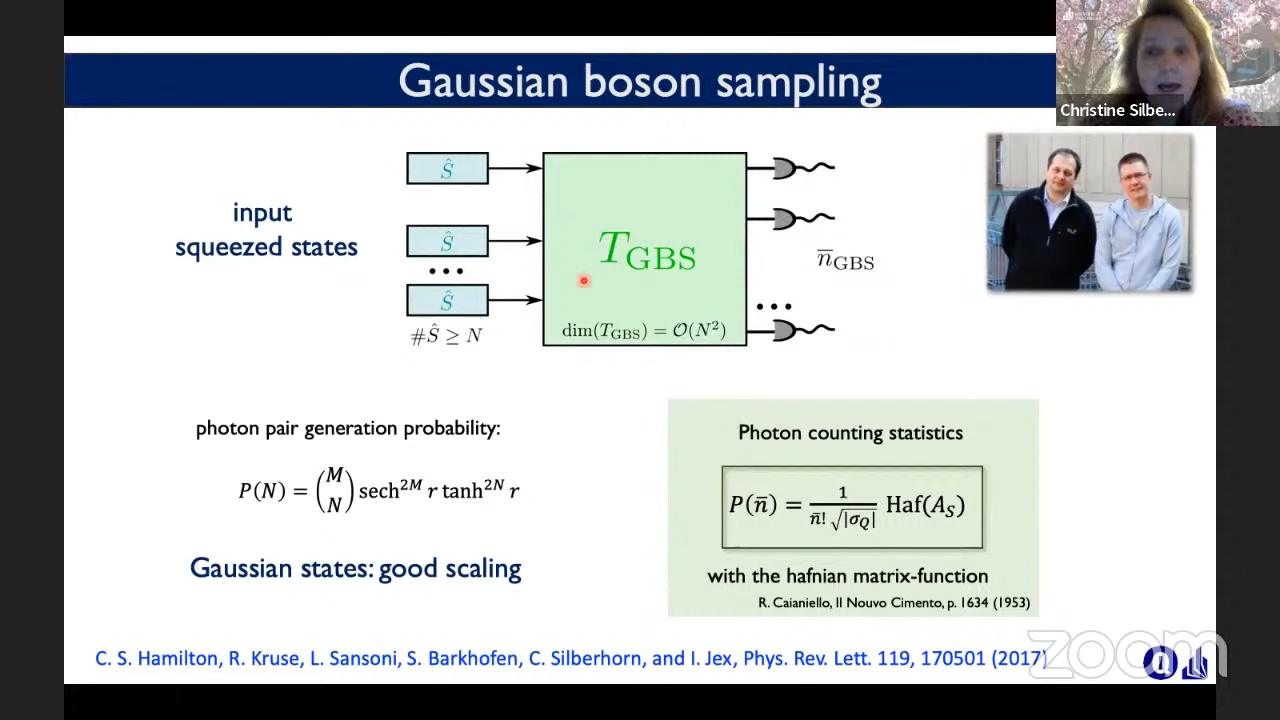 Gaussian boson sampling
Christine Silbe...
input
squeezed states
Ŝ
Ŝ
...
Ŝ
#Ŝ ≥ N
T_GBS
dim(T_GBS) = 𝒪(N²)
n̅_GBS
...
photon pair generation probability:
P(N) = (M N) sech^{2M} r tanh^{2N} r
Gaussian states: good scaling
Photon counting statistics
P(n̅) = 1 / (n̅! √|σ_Q|) Haf(A_S)
with the hafnian matrix-function
R. Caianiello, Il Nouvo Cimento, p. 1634 (1953)
C. S. Hamilton, R. Kruse, L. Sansoni, S. Barkhofen, C. Silberhorn, and I. Jex, Phys. Rev. Lett. 119, 170501 (2017)
zoom